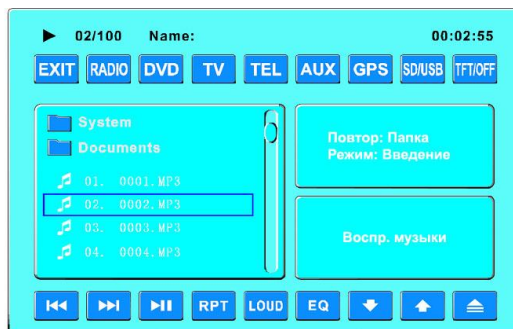 02/100 Name: 00:02:55
EXIT RADIO DVD TV TEL AUX GPS SD/USB TFT/OFF
System
Documents
01. 0001.MP3
02. 0002.MP3
03. 0003.MP3
04. 0004.MP3
Повтор: Папка
Режим: Введение
Воспр. музыки
RPT LOUD EQ